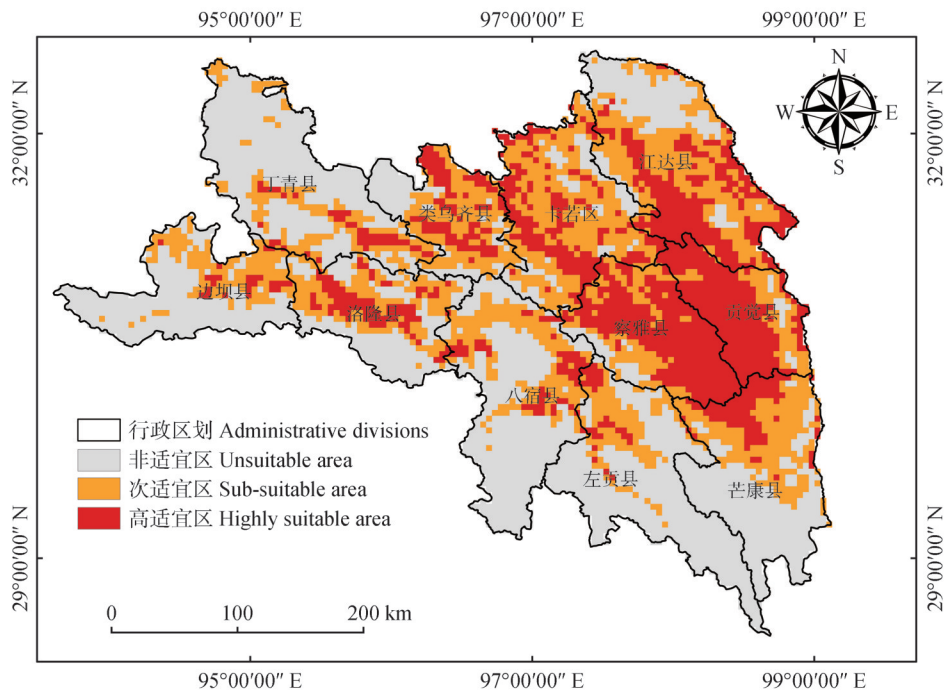 95°00′00″ E 97°00′00″ E 99°00′00″ E
32°00′00″ N
32°00′00″ N
N
W E
S
江达县
丁青县
类乌齐县 卡若区
边坝县
洛隆县
贡觉县
察雅县
八宿县
左贡县
芒康县
行政区划 Administrative divisions
非适宜区 Unsuitable area
次适宜区 Sub-suitable area
高适宜区 Highly suitable area
29°00′00″ N
29°00′00″ N
0 100 200 km
95°00′00″ E 97°00′00″ E 99°00′00″ E